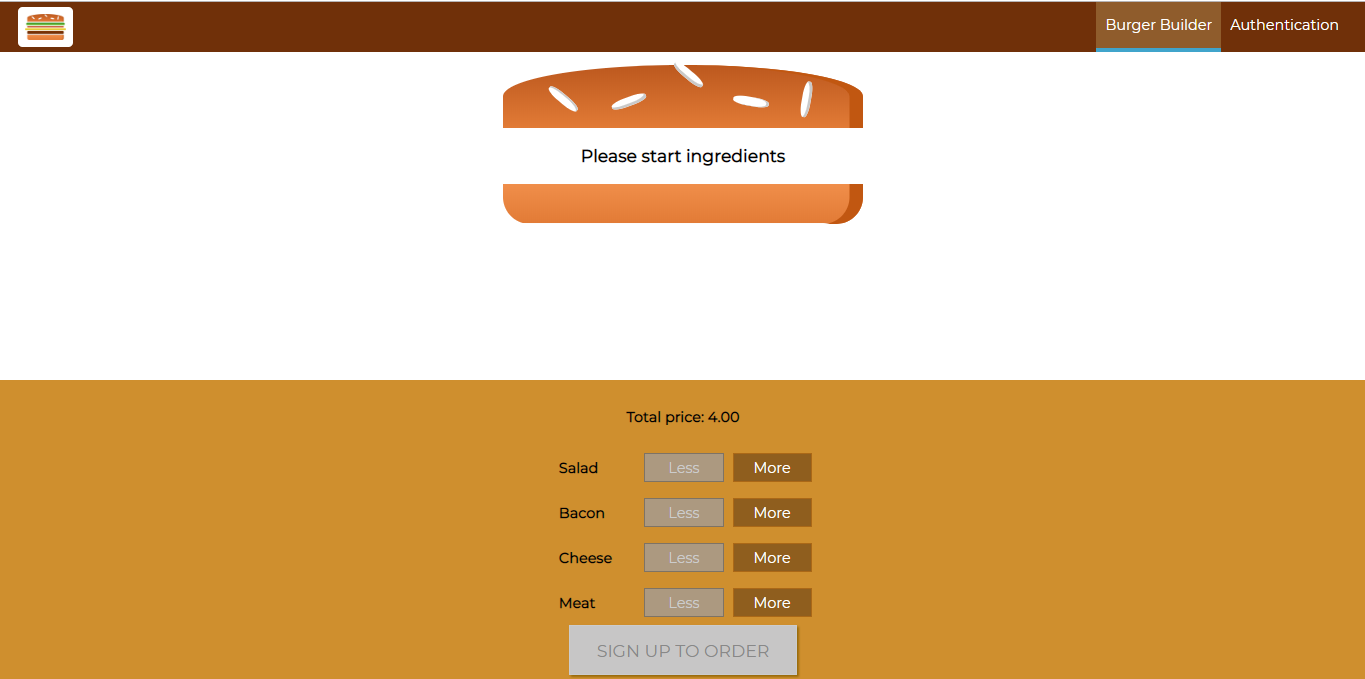 Burger Builder Authentication
Please start ingredients
Total price: 4.00
Salad Less More
Bacon Less More
Cheese Less More
Meat Less More
SIGN UP TO ORDER